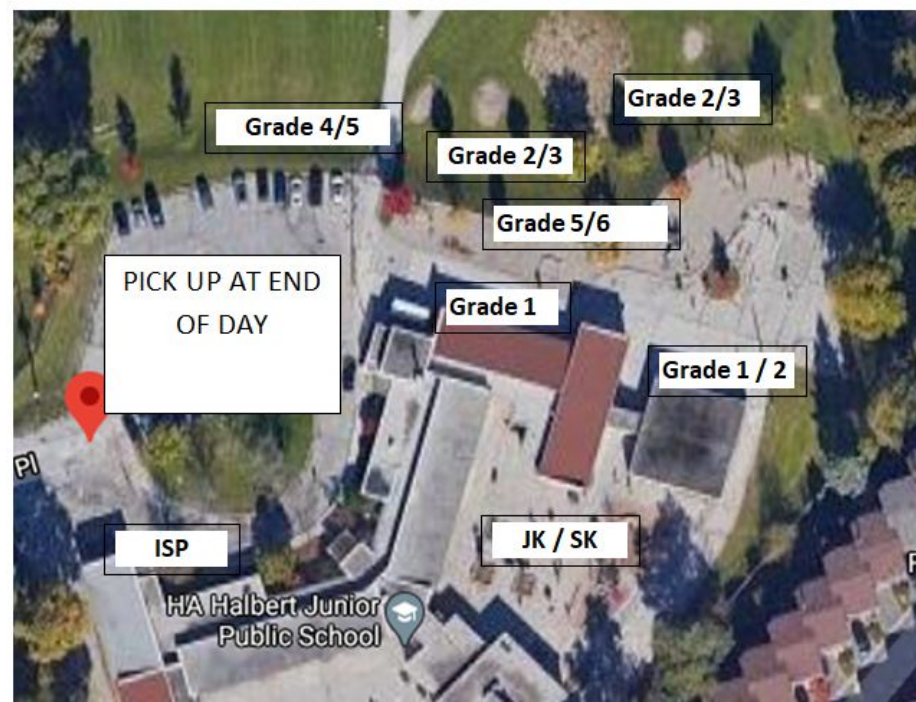 Grade 2/3
Grade 4/5
Grade 2/3
Grade 5/6
PICK UP AT END
OF DAY
Grade 1
Grade 1 / 2
Pl
ISP
JK / SK
HA Halbert Junior
Public School